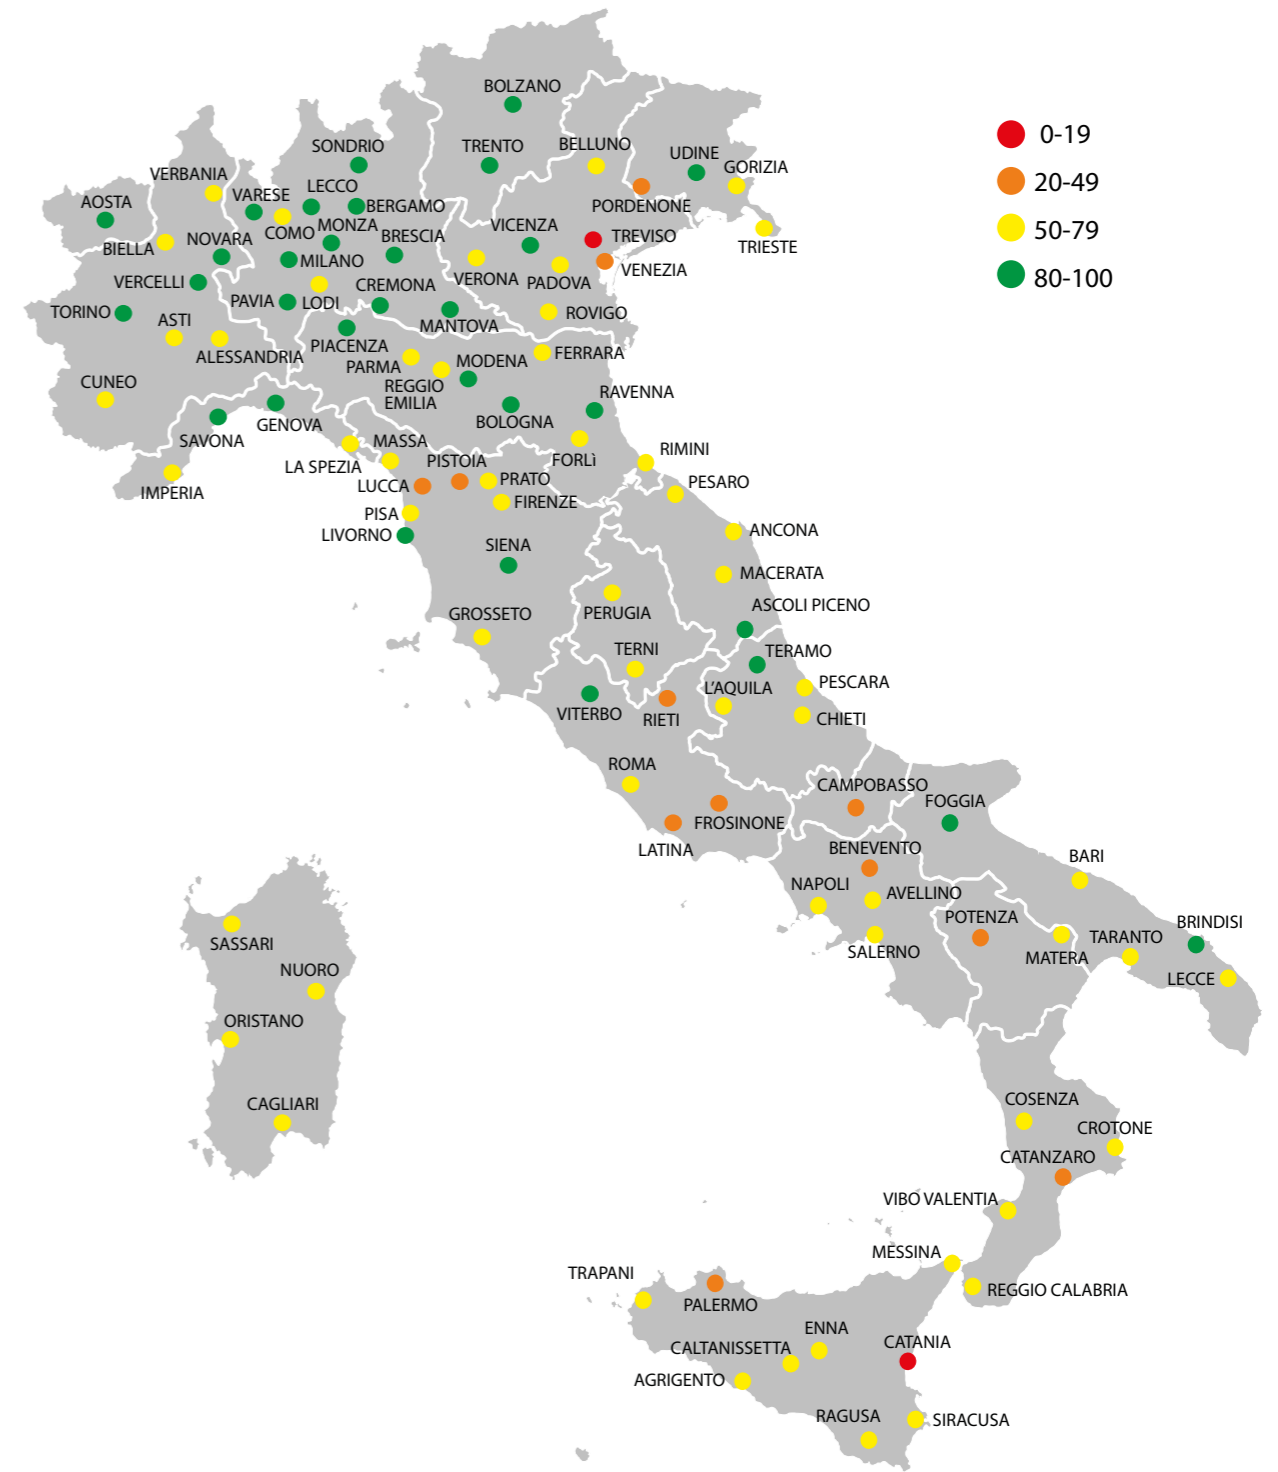 BOLZANO
0-19
SONDRIO
TRENTO
BELLUNO
UDINE
GORIZIA
20-49
VERBANIA
VARESE
LECCO
BERGAMO
PORDENONE
AOSTA
50-79
BIELLA
NOVARA
COMO
MONZA
BRESCIA
VICENZA
TREVISO
TRIESTE
MILANO
VENEZIA
80-100
VERCELLI
PAVIA
LODI
CREMONA
VERONA
PADOVA
TORINO
ASTI
MANTOVA
ROVIGO
ALESSANDRIA
PIACENZA
PARMA
MODENA
FERRARA
CUNEO
REGGIO
EMILIA
RAVENNA
SAVONA
GENOVA
BOLOGNA
LA SPEZIA
MASSA
PISTOIA
FORLì
RIMINI
IMPERIA
LUCCA
PRATO
PESARO
PISA
FIRENZE
LIVORNO
ANCONA
SIENA
MACERATA
GROSSETO
PERUGIA
ASCOLI PICENO
TERNI
TERAMO
L'AQUILA
PESCARA
VITERBO
RIETI
CHIETI
ROMA
CAMPOBASSO
FOGGIA
FROSINONE
LATINA
BENEVENTO
BARI
NAPOLI
AVELLINO
POTENZA
BRINDISI
SASSARI
SALERNO
MATERA
TARANTO
NUORO
LECCE
ORISTANO
CAGLIARI
COSENZA
CROTONE
CATANZARO
VIBO VALENTIA
MESSINA
TRAPANI
REGGIO CALABRIA
PALERMO
ENNA
CALTANISSETTA
CATANIA
AGRIGENTO
RAGUSA
SIRACUSA